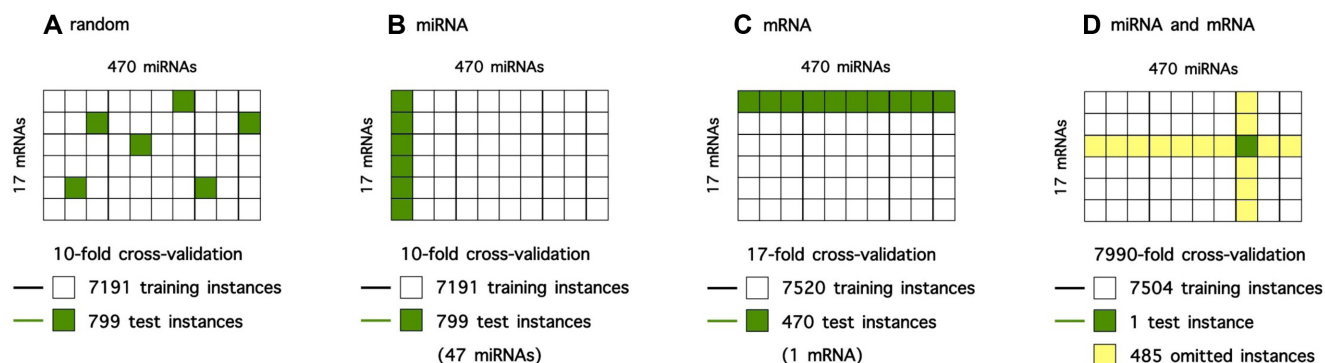 A random
470 miRNAs
17 mRNAs
10-fold cross-validation
7191 training instances
799 test instances
B miRNA
470 miRNAs
17 mRNAs
10-fold cross-validation
7191 training instances
799 test instances
(47 miRNAs)
C mRNA
470 miRNAs
17 mRNAs
17-fold cross-validation
7520 training instances
470 test instances
(1 mRNA)
D miRNA and mRNA
470 miRNAs
17 mRNAs
7990-fold cross-validation
7504 training instances
1 test instance
485 omitted instances